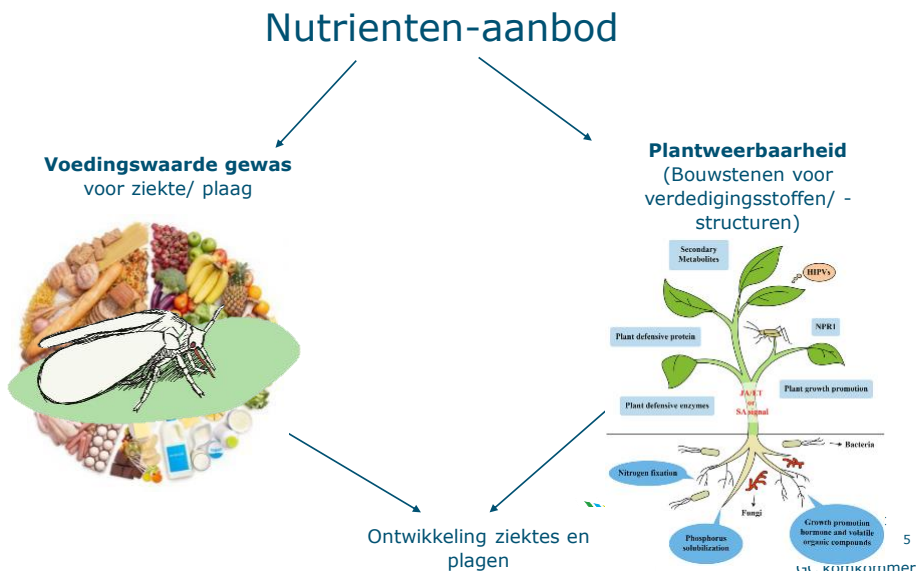 Nutrienten-aanbod
Voedingswaarde gewas
voor ziekte/ plaag
Plantweerbaarheid
(Bouwstenen voor
verdedigingsstoffen/ -
structuren)
Secondary
Metabolites
HIPVs
Plant defensive protein
NPR1
Plant defensive enzymes
JA/ET
or
SA signal
Plant growth promotion
Bacteria
Nitrogen fixation
Fungi
Phosphorus
solubilization
Growth promotion
hormone and volatile
organic compounds
Ontwikkeling ziektes en
plagen
5
komkommer